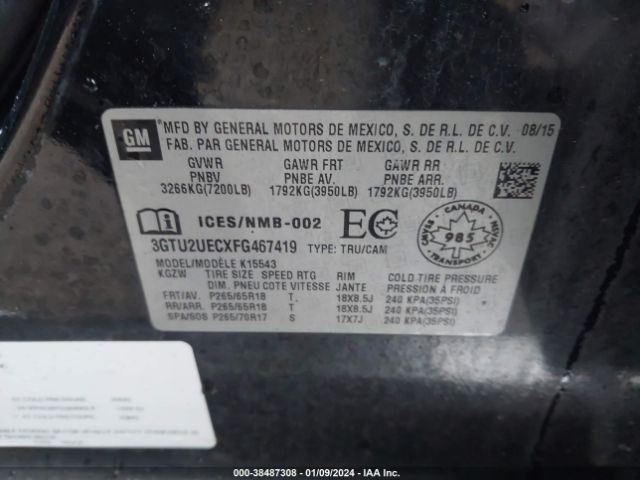 GM
MFD BY GENERAL MOTORS DE MEXICO, S. DE R.L. DE C.V. 08/15
FAB. PAR GENERAL MOTORS DE MEXICO, S. DE R.L. DE C.V.
GVWR GAWR FRT GAWR RR
PNBV PNBE AV. PNBE ARR.
3266KG(7200LB) 1792KG(3950LB) 1792KG(3950LB)
ICES/NMB-002 EC
CANADA
985
TRANSPORT
3GTU2UECXFG467419 TYPE: TRU/CAM
MODEL/MODÈLE K15543
KGZW TIRE SIZE SPEED RTG RIM COLD TIRE PRESSURE
DIM. PNEU COTE VITESSE JANTE PRESSION A FROID
FRT/AV. P265/65R18 T 18X8.5J 240 KPA(35PSI)
RR/ARR. P265/65R18 T 18X8.5J 240 KPA(35PSI)
SPA/SOS P265/70R17 S 17X7J 240 KPA(35PSI)
000-38487308 - 01/09/2024 - IAA Inc.